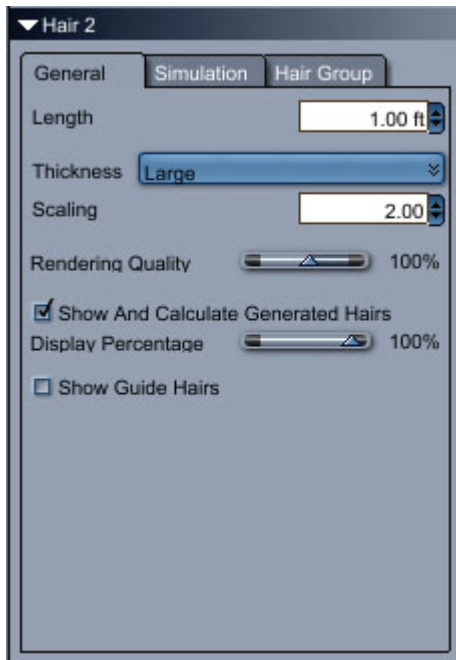 Hair 2
General Simulation Hair Group
Length 1.00 ft
Thickness Large
Scaling 2.00
Rendering Quality 100%
Show And Calculate Generated Hairs
Display Percentage 100%
Show Guide Hairs